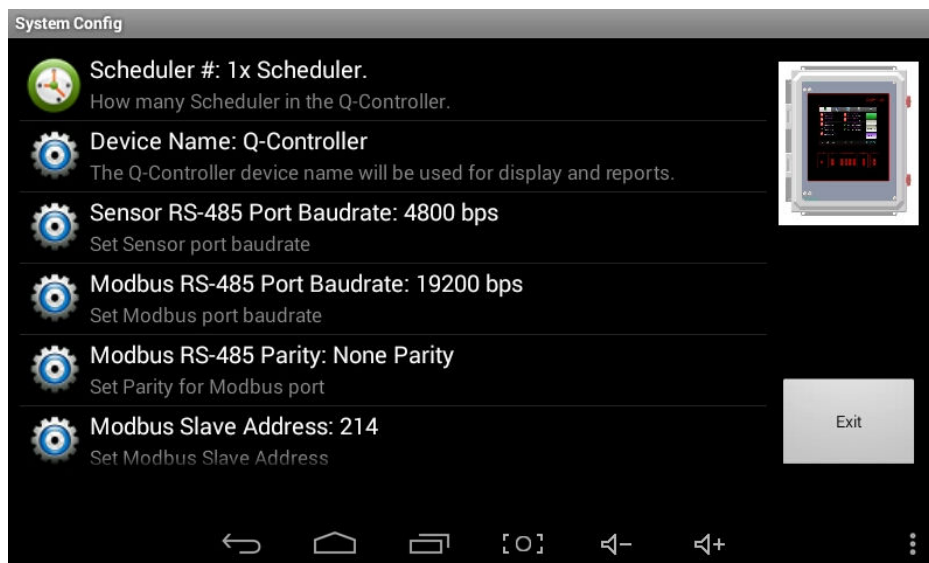 System Config
Scheduler #: 1x Scheduler.
How many Scheduler in the Q-Controller.
Device Name: Q-Controller
The Q-Controller device name will be used for display and reports.
Sensor RS-485 Port Baudrate: 4800 bps
Set Sensor port baudrate
Modbus RS-485 Port Baudrate: 19200 bps
Set Modbus port baudrate
Modbus RS-485 Parity: None Parity
Set Parity for Modbus port
Modbus Slave Address: 214
Set Modbus Slave Address
Exit